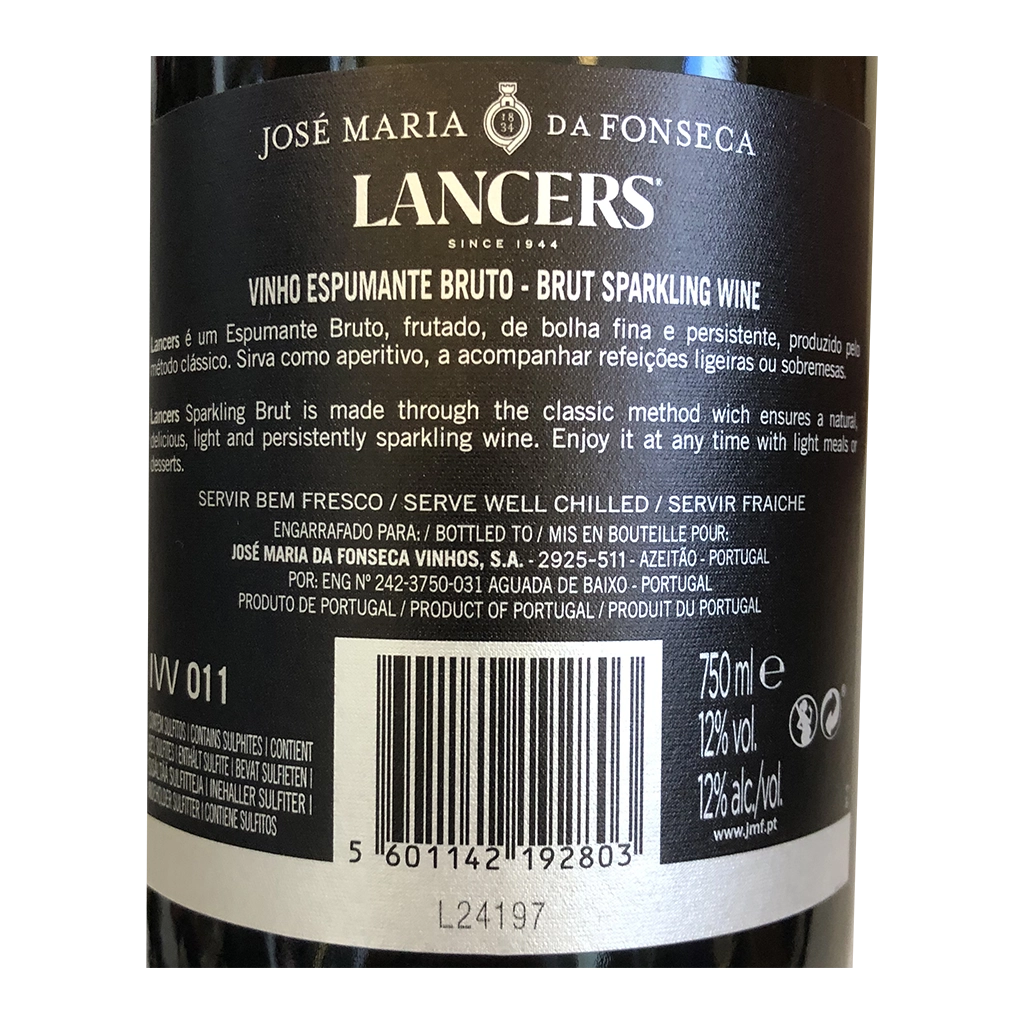 JOSÉ MARIA 1834 DA FONSECA
LANCERS®
SINCE 1944
VINHO ESPUMANTE BRUTO - BRUT SPARKLING WINE
Lancers é um Espumante Bruto, frutado, de bolha fina e persistente, produzido pelo
método clássico. Sirva como aperitivo, a acompanhar refeições ligeiras ou sobremesas.
Lancers Sparkling Brut is made through the classic method wich ensures a natural,
delicious, light and persistently sparkling wine. Enjoy it at any time with light meals or
desserts.
SERVIR BEM FRESCO / SERVE WELL CHILLED / SERVIR FRAICHE
ENGARRAFADO PARA: / BOTTLED TO / MIS EN BOUTEILLE POUR:
JOSÉ MARIA DA FONSECA VINHOS, S.A. - 2925-511 - AZEITÃO - PORTUGAL
POR: ENG Nº 242-3750-031 AGUADA DE BAIXO - PORTUGAL
PRODUTO DE PORTUGAL / PRODUCT OF PORTUGAL / PRODUIT DU PORTUGAL
IVV 011
CONTÉM SULFITOS | CONTAINS SULPHITES | CONTIENT
SULFITES | ENTHÄLT SULFITE | BEVAT SULFIETEN |
SULFITTEJA | INEHALLER SULFITER |
SULFITTER | CONTIENE SULFITOS
750 ml e
12% vol.
12% alc./vol.
www.jmf.pt
5 601142 192803
L24197